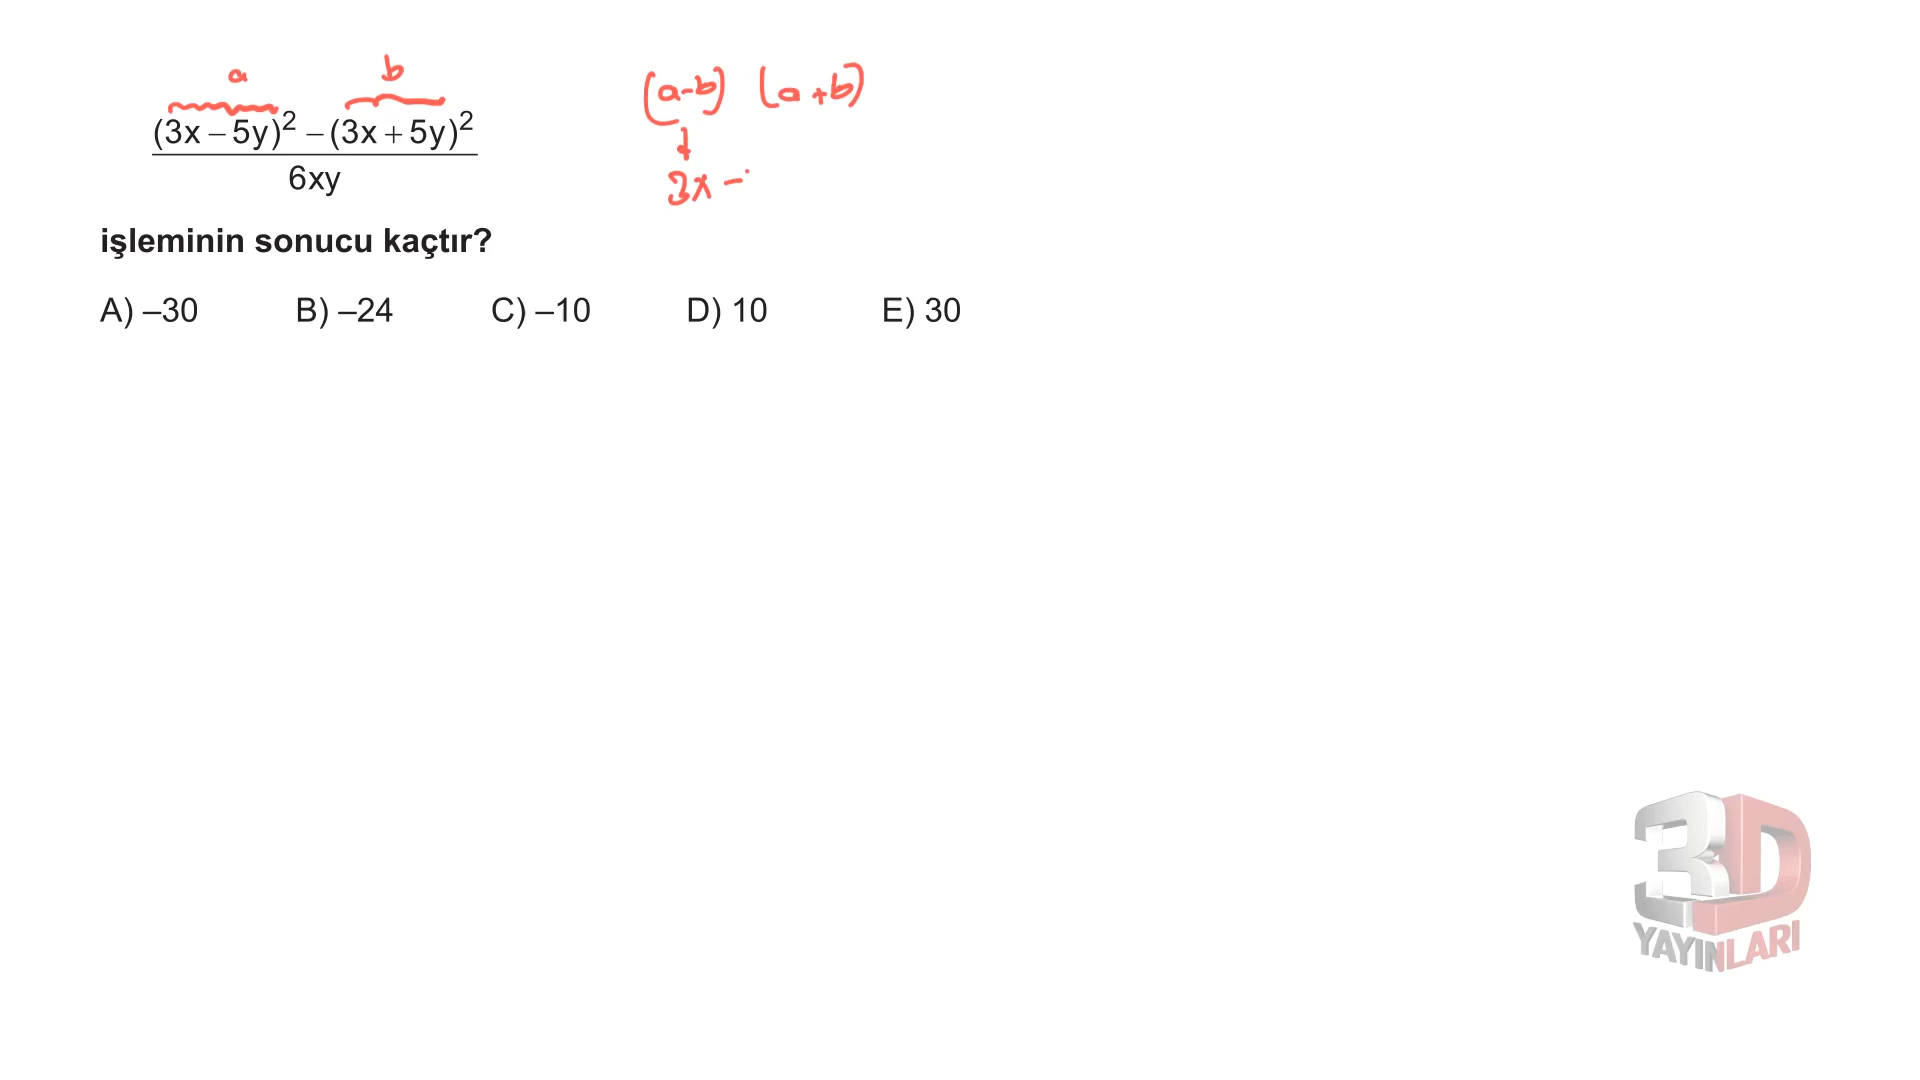 a b (a-b) (a+b)
(3x – 5y)² – (3x + 5y)²
6xy
3x -
işleminin sonucu kaçtır?
A) –30 B) –24 C) –10 D) 10 E) 30
3D
YAYINLARI